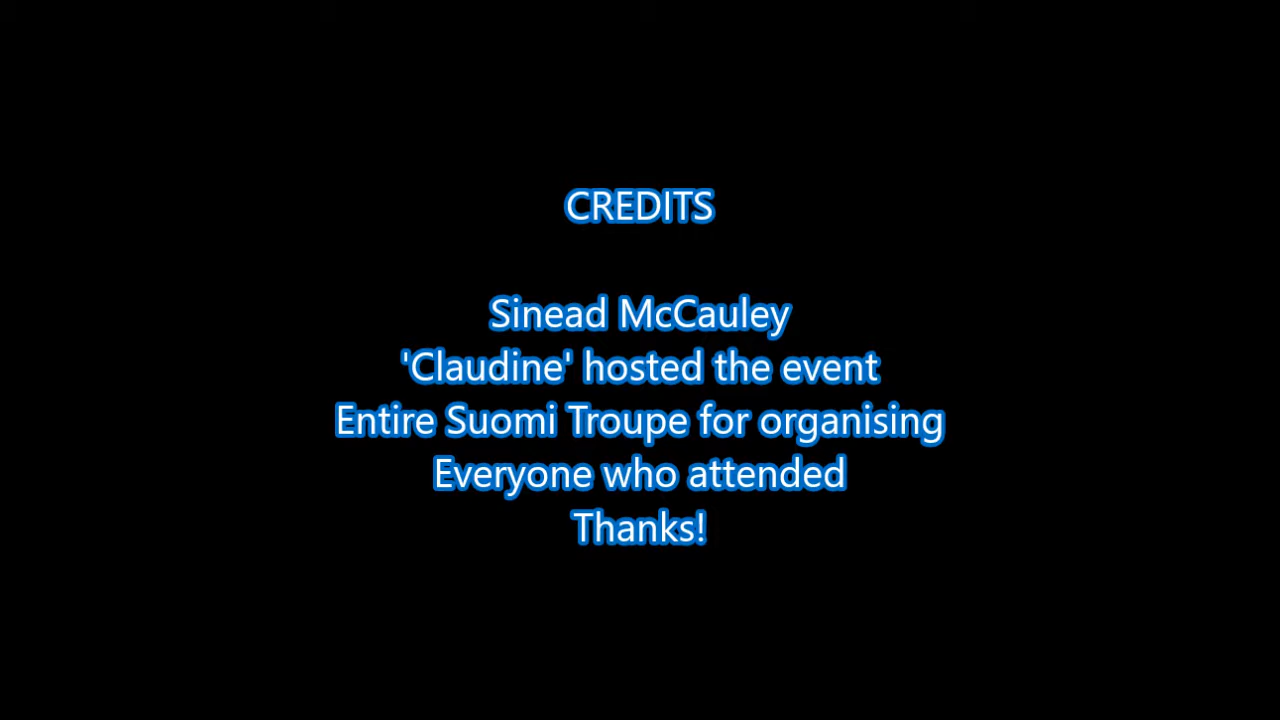 CREDITS
Sinead McCauley
'Claudine' hosted the event
Entire Suomi Troupe for organising
Everyone who attended
Thanks!